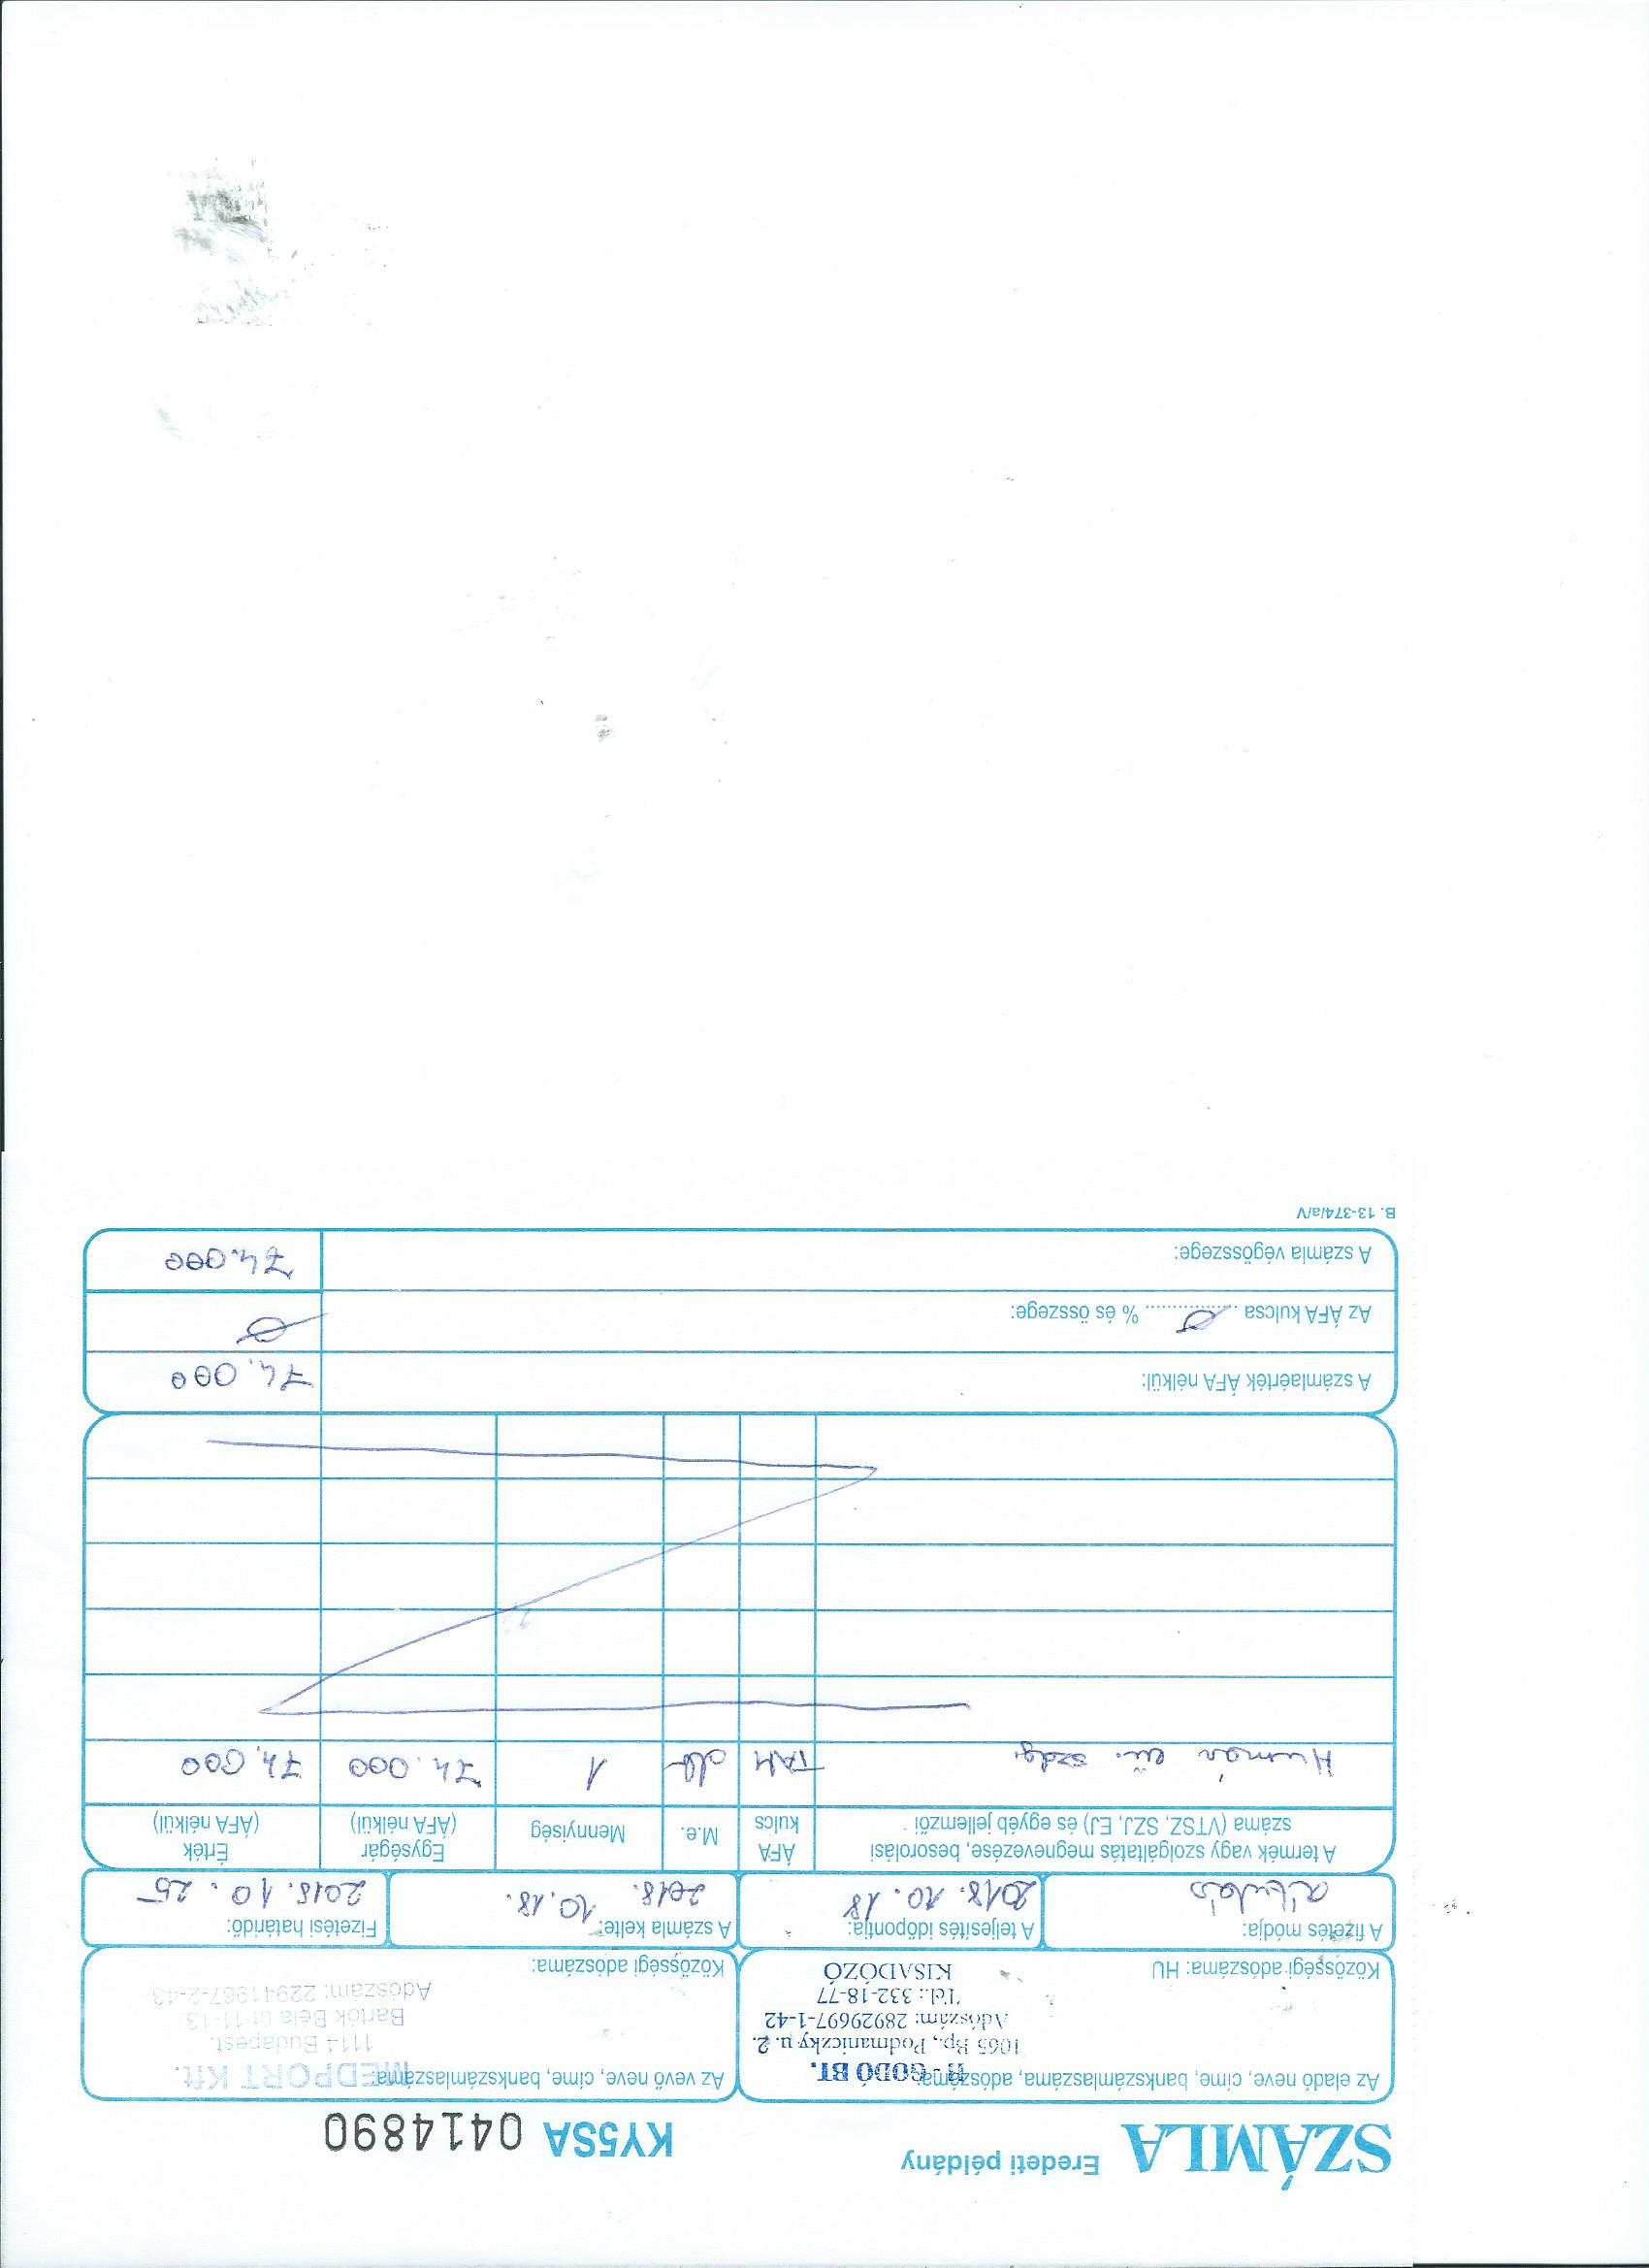 SZÁMLA Eredeti példány KY5SA 0414890
Az eladó neve, címe, bankszámlaszáma, adószáma:
GODÓ BT.
1065 Bp., Podmaniczky u. 2.
Adószám: 28929697-1-42
Tel.: 332-18-77
KISADÓZÓ
Közösségi adószáma: HU
Az vevő neve, címe, bankszámlaszáma:
MEDPORT Kft.
1114 Budapest,
Bartók Béla út 11-13.
Adószám: 22941967-2-43
Közösségi adószáma:
A fizetés módja: A teljesítés időpontja: A számla kelte: Fizetési határidő:
átutalás 2018. 10. 18 2018. 10. 18. 2018. 10. 25
A termék vagy szolgáltatás megnevezése, besorolási ÁFA M.e. Mennyiség Egységár Érték
száma (VTSZ, SZJ, EJ) és egyéb jellemzői kulcs (ÁFA nélkül) (ÁFA nélkül)
Humán eü. szolg. TAM db 1 74.000 74.000
A számlaérték ÁFA nélkül: 74.000
Az ÁFA kulcsa ............... % és összege:
A számla végösszege: 74.000
B. 13-374/a/V